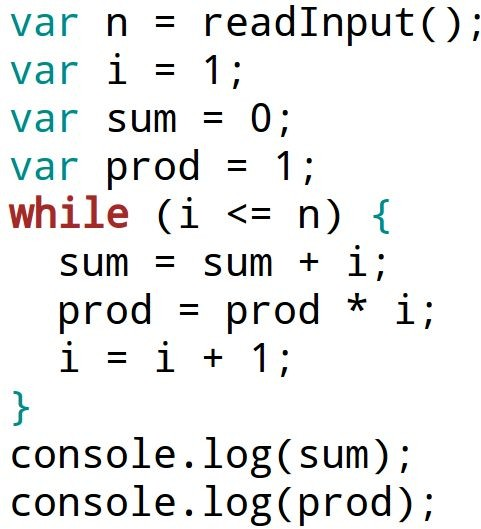 var n = readInput();
var i = 1;
var sum = 0;
var prod = 1;
while (i <= n) {
  sum = sum + i;
  prod = prod * i;
  i = i + 1;
}
console.log(sum);
console.log(prod);